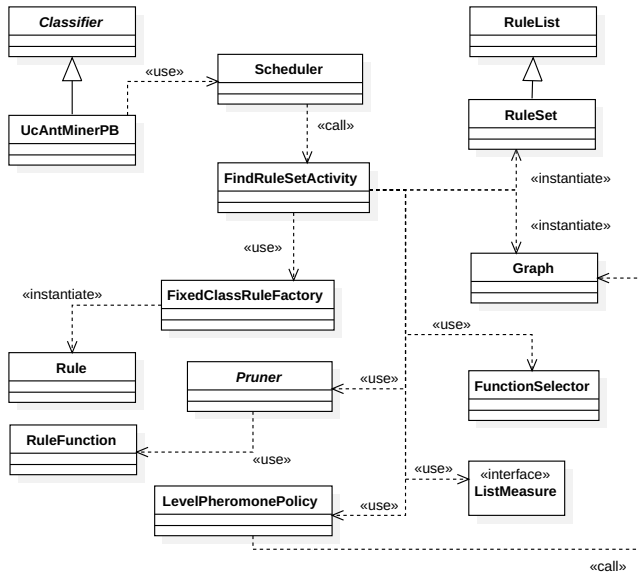 Classifier
RuleList
«use»
Scheduler
UcAntMinerPB
RuleSet
«call»
FindRuleSetActivity
«instantiate»
«instantiate»
«use»
Graph
«instantiate»
FixedClassRuleFactory
«use»
Rule
Pruner
«use»
FunctionSelector
RuleFunction
«use»
«use»
«interface»
ListMeasure
LevelPheromonePolicy
«use»
«call»